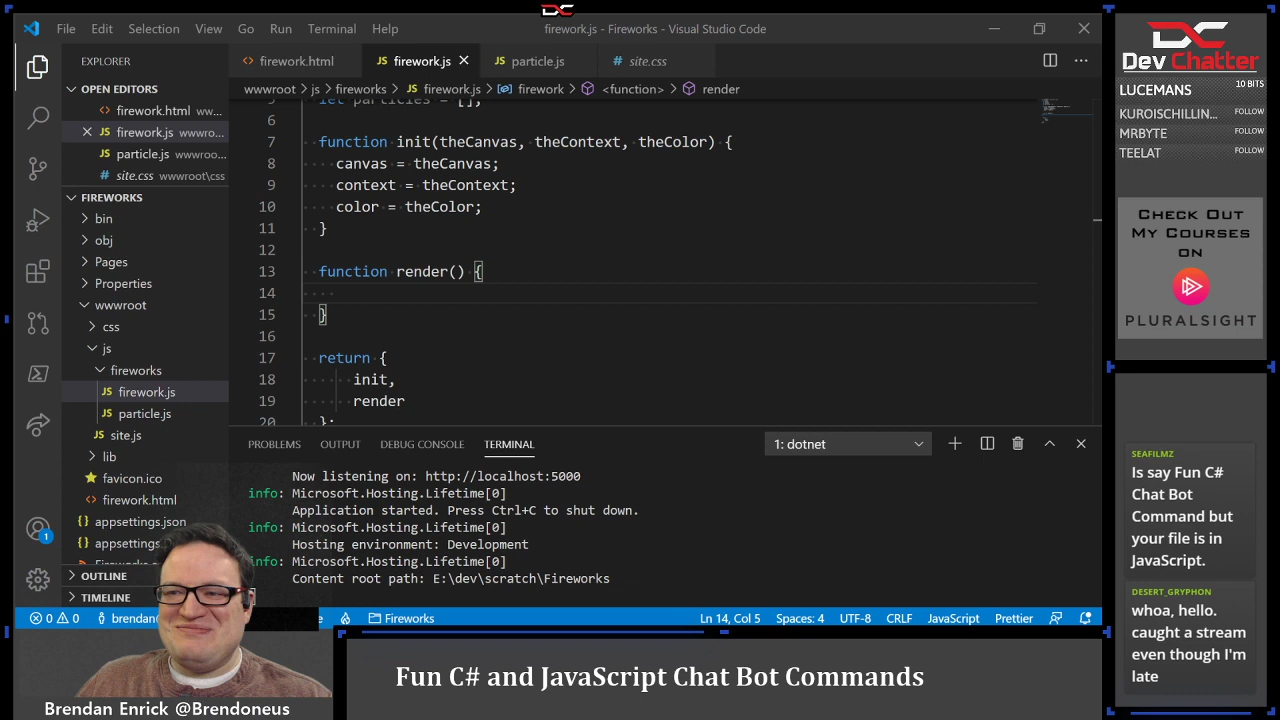 File Edit Selection View Go Run Terminal Help firework.js - Fireworks - Visual Studio Code
EXPLORER
OPEN EDITORS
firework.html ww...
firework.js wwwro...
particle.js wwwroo...
site.css wwwroot\css
FIREWORKS
bin
obj
Pages
Properties
wwwroot
css
js
fireworks
JS firework.js
JS particle.js
JS site.js
lib
favicon.ico
firework.html
appsettings.json
appsettings.
OUTLINE
TIMELINE
firework.html JS firework.js JS particle.js # site.css
wwwroot > js > fireworks > JS firework.js > firework > <function> > render
5 let particles = [];
6
7 function init(theCanvas, theContext, theColor) {
8 canvas = theCanvas;
9 context = theContext;
10 color = theColor;
11 }
12
13 function render() {
14
15 }
16
17 return {
18 init,
19 render
20 };
PROBLEMS OUTPUT DEBUG CONSOLE TERMINAL 1: dotnet
Now listening on: http://localhost:5000
info: Microsoft.Hosting.Lifetime[0]
Application started. Press Ctrl+C to shut down.
info: Microsoft.Hosting.Lifetime[0]
Hosting environment: Development
info: Microsoft.Hosting.Lifetime[0]
Content root path: E:\dev\scratch\Fireworks
1
0 0 brendan Fireworks Ln 14, Col 5 Spaces: 4 UTF-8 CRLF JavaScript Prettier
Dev Chatter
LUCEMANS 10 BITS
KUROISCHILLIN... FOLLOW
MRBYTE FOLLOW
TEELAT FOLLOW
CHECK OUT
MY COURSES
ON
PLURALSIGHT
SEAFILMZ
Is say Fun C#
Chat Bot
Command but
your file is in
JavaScript.
DESERT_GRYPHON
whoa, hello.
caught a stream
even though I'm
late
Fun C# and JavaScript Chat Bot Commands
Brendan Enrick @Brendoneus